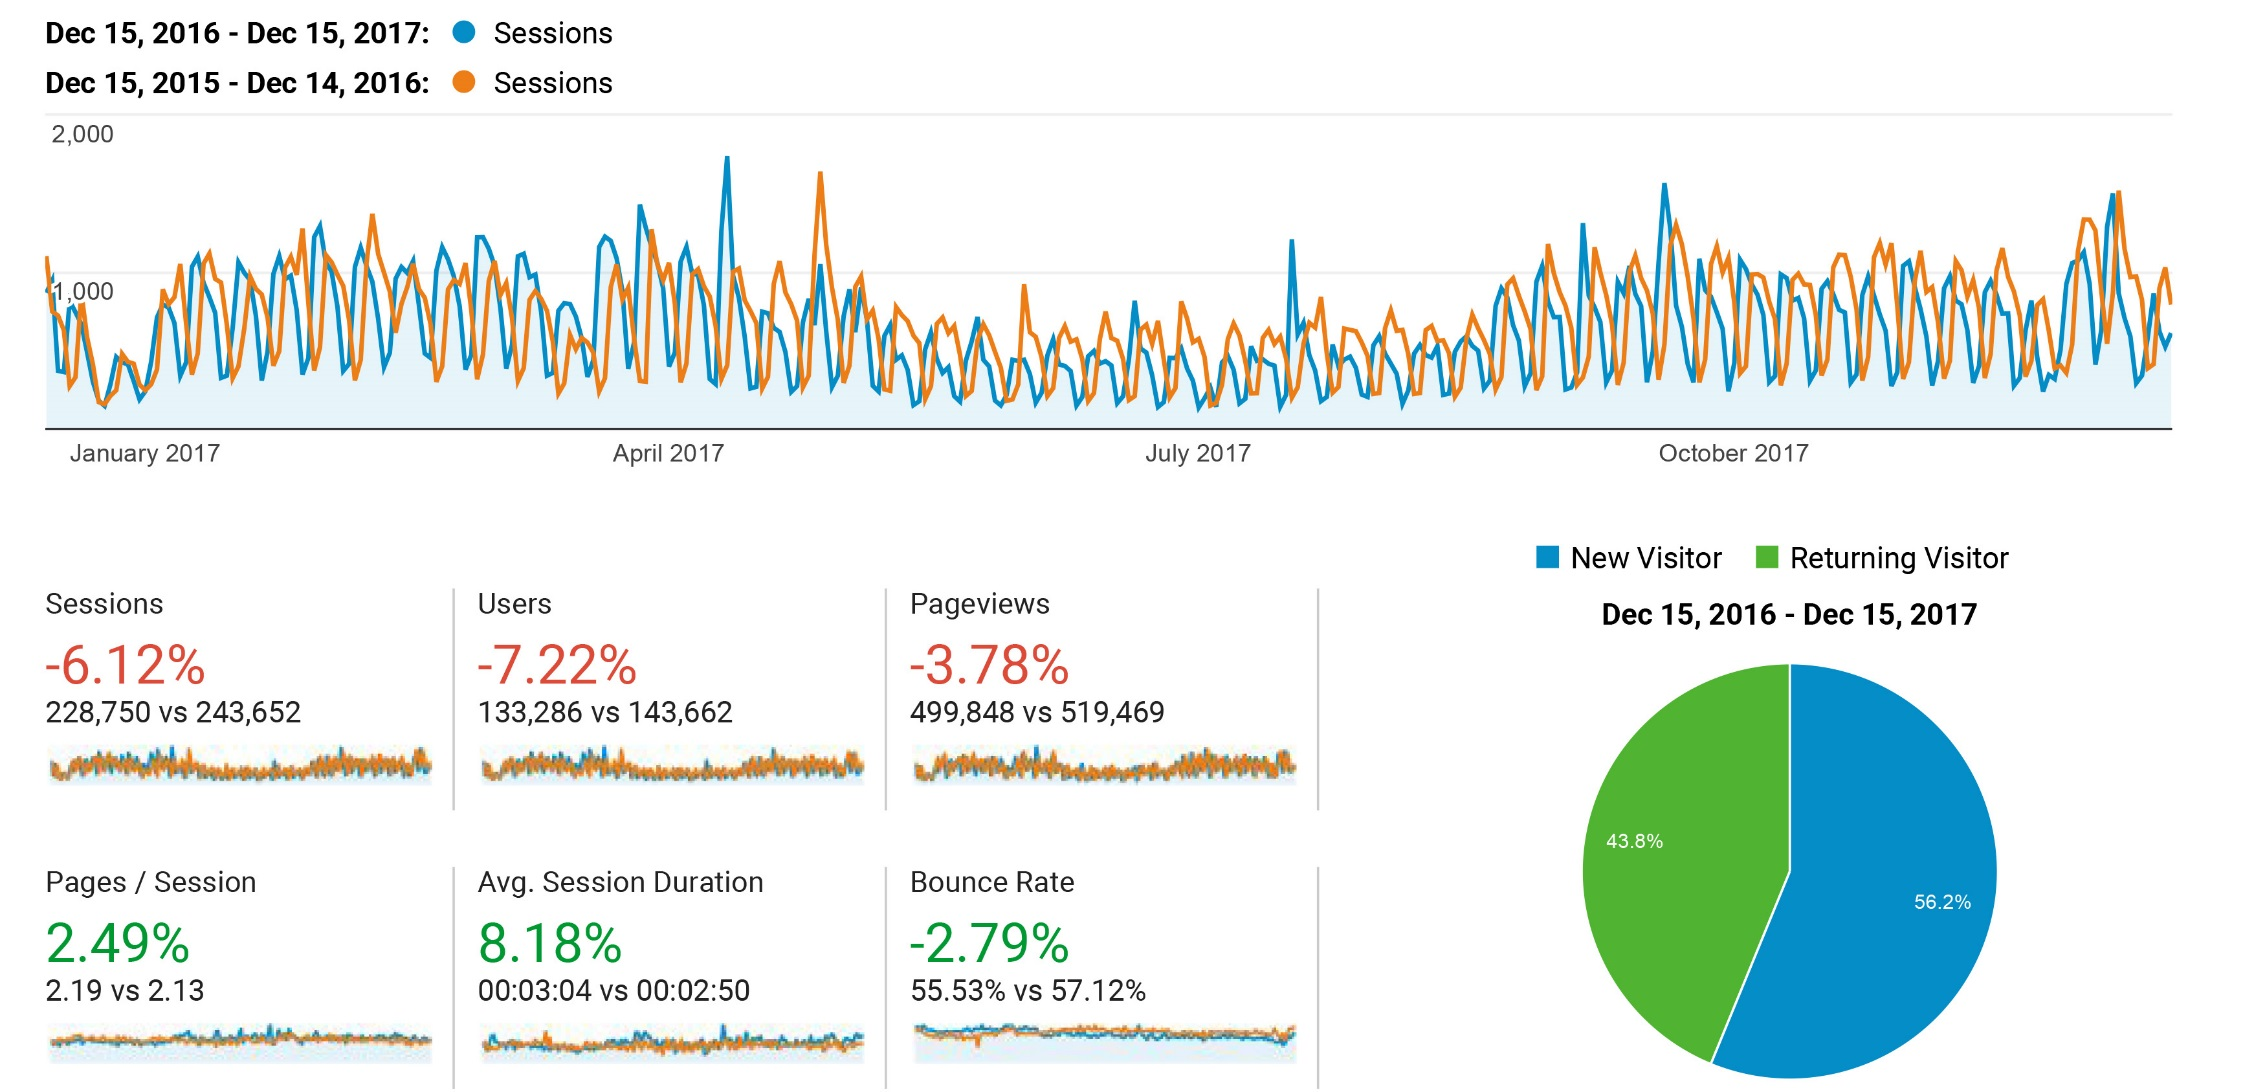 Dec 15, 2016 - Dec 15, 2017: Sessions
Dec 15, 2015 - Dec 14, 2016: Sessions
2,000
1,000
January 2017 April 2017 July 2017 October 2017
Sessions
-6.12%
228,750 vs 243,652
Users
-7.22%
133,286 vs 143,662
Pageviews
-3.78%
499,848 vs 519,469
Pages / Session
2.49%
2.19 vs 2.13
Avg. Session Duration
8.18%
00:03:04 vs 00:02:50
Bounce Rate
-2.79%
55.53% vs 57.12%
New Visitor Returning Visitor
Dec 15, 2016 - Dec 15, 2017
43.8%
56.2%